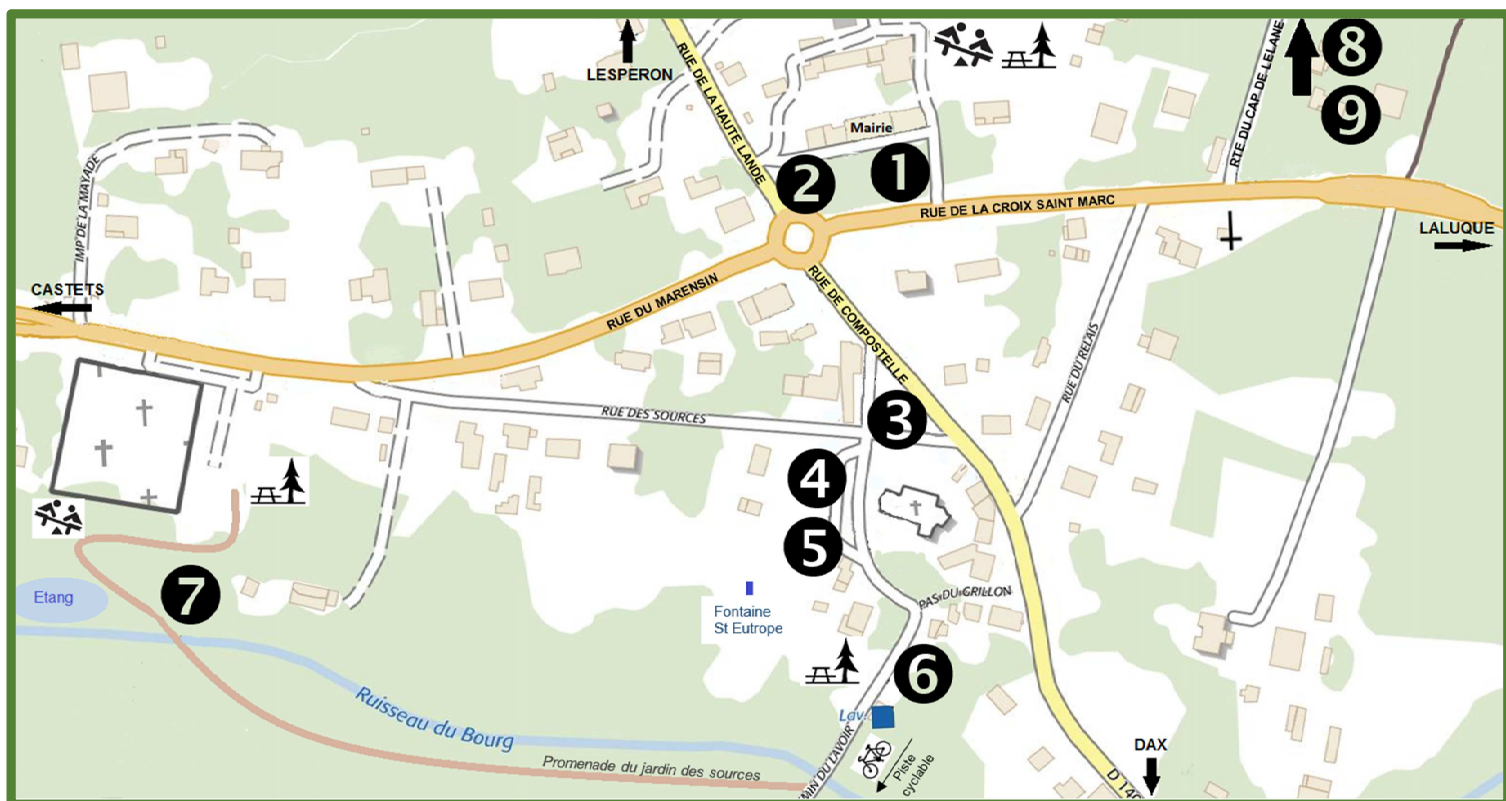 LESPERON
RUE DE LA HAUTE LANDE
Mairie
RTE DU CAP DE LELANE
8
9
1
2
IMP DE LA MAYADE
RUE DE LA CROIX SAINT MARC
LALUQUE
CASTETS
RUE DU MARENSIN
RUE DE COMPOSTELLE
RUE DU RELAIS
RUE DES SOURCES
3
4
5
7
Etang
Fontaine
St Eutrope
PAS DU GRILLON
6
Ruisseau du Bourg
Lav.
DU LAVOIR
Piste
cyclable
DAX
Promenade du jardin des sources